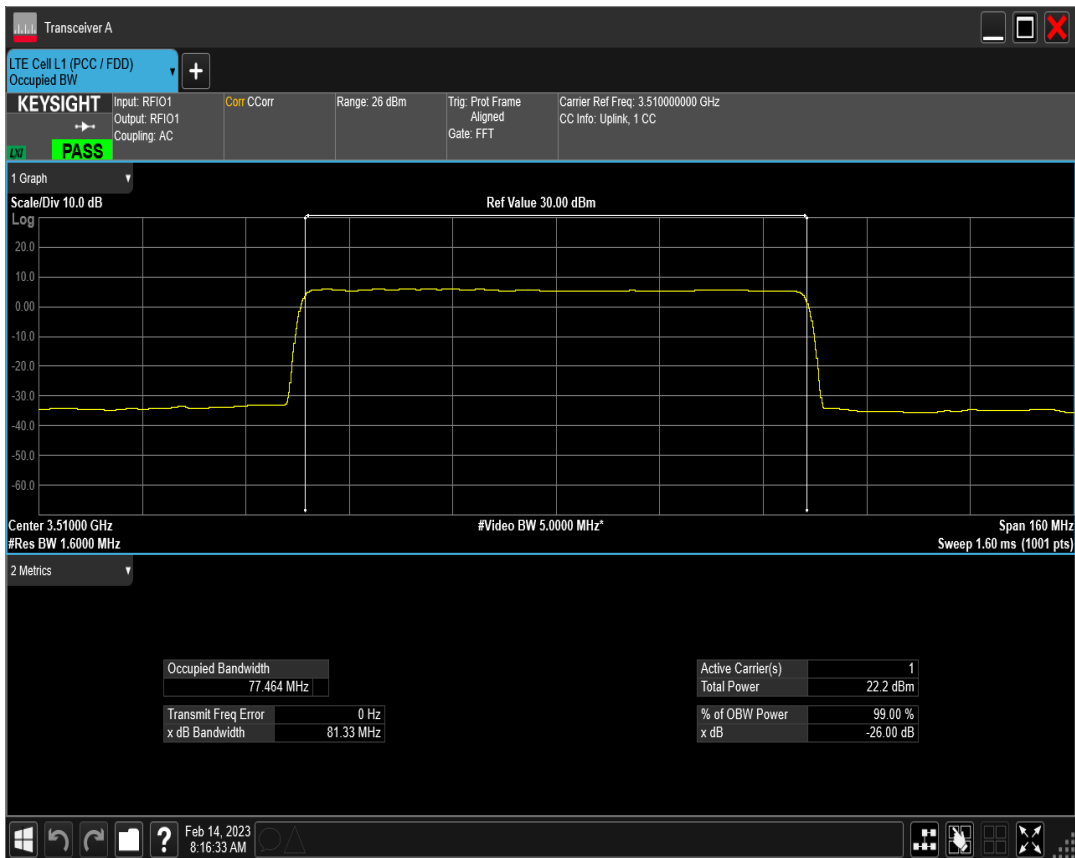 Transceiver A
LTE Cell L1 (PCC / FDD)
Occupied BW
+
KEYSIGHT
LXI
PASS
Input: RFIO1
Output: RFIO1
Coupling: AC
Corr CCorr
Range: 26 dBm
Trig: Prot Frame
Aligned
Gate: FFT
Carrier Ref Freq: 3.510000000 GHz
CC Info: Uplink, 1 CC
1 Graph
Scale/Div 10.0 dB
Ref Value 30.00 dBm
Log
20.0
10.0
0.00
-10.0
-20.0
-30.0
-40.0
-50.0
-60.0
Center 3.51000 GHz
#Video BW 5.0000 MHz*
Span 160 MHz
#Res BW 1.6000 MHz
Sweep 1.60 ms (1001 pts)
2 Metrics
Occupied Bandwidth
77.464 MHz
Transmit Freq Error 0 Hz
x dB Bandwidth 81.33 MHz
Active Carrier(s) 1
Total Power 22.2 dBm
% of OBW Power 99.00 %
x dB -26.00 dB
?
Feb 14, 2023
8:16:33 AM